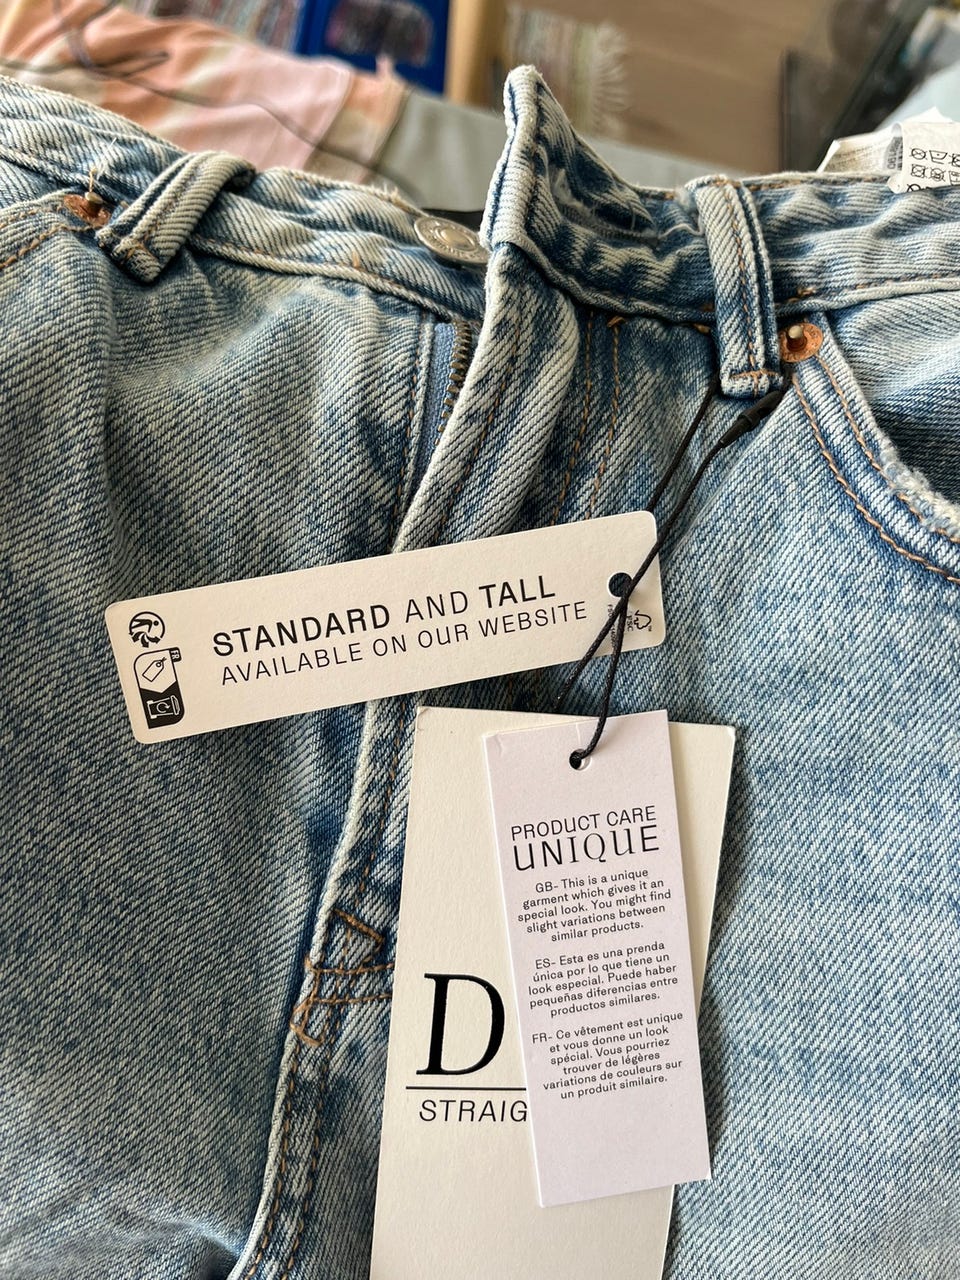 STANDARD AND TALL
AVAILABLE ON OUR WEBSITE
FR
PRODUCT CARE
UNIQUE
GB- This is a unique
garment which gives it an
special look. You might find
slight variations between
similar products.
ES- Esta es una prenda
única por lo que tiene un
look especial. Puede haber
pequeñas diferencias entre
productos similares.
FR- Ce vêtement est unique
et vous donne un look
spécial. Vous pourriez
trouver de légères
variations de couleurs sur
un produit similaire.
D
STRAIG